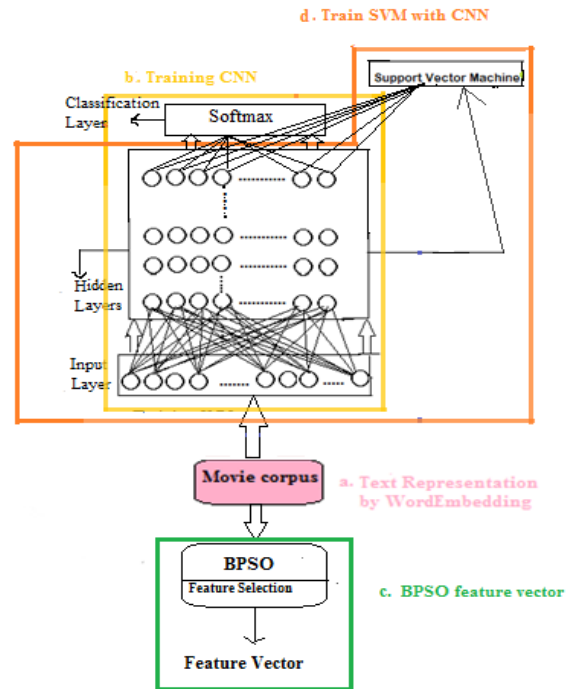 d. Train SVM with CNN
b. Training CNN
Support Vector Machine
Classification
Layer
Softmax
Hidden
Layers
Input
Layer
Movie corpus
a. Text Representation
by WordEmbedding
BPSO
Feature Selection
c. BPSO feature vector
Feature Vector